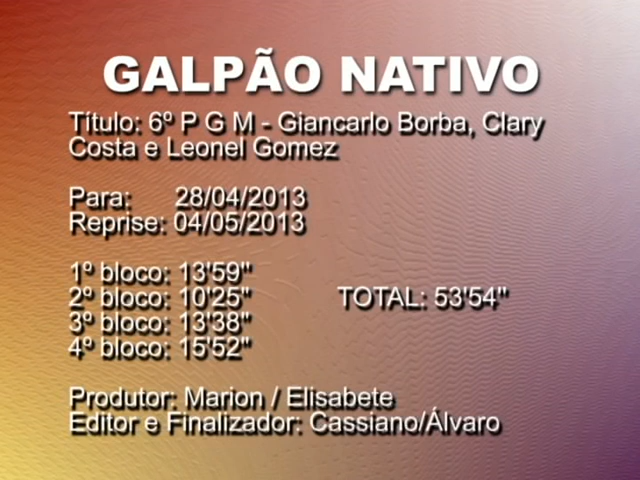 GALPÃO NATIVO
Título: 6º P G M - Giancarlo Borba, Clary
Costa e Leonel Gomez
Para: 28/04/2013
Reprise: 04/05/2013
1º bloco: 13'59"
2º bloco: 10'25" TOTAL: 53'54"
3º bloco: 13'38"
4º bloco: 15'52"
Produtor: Marion / Elisabete
Editor e Finalizador: Cassiano/Álvaro